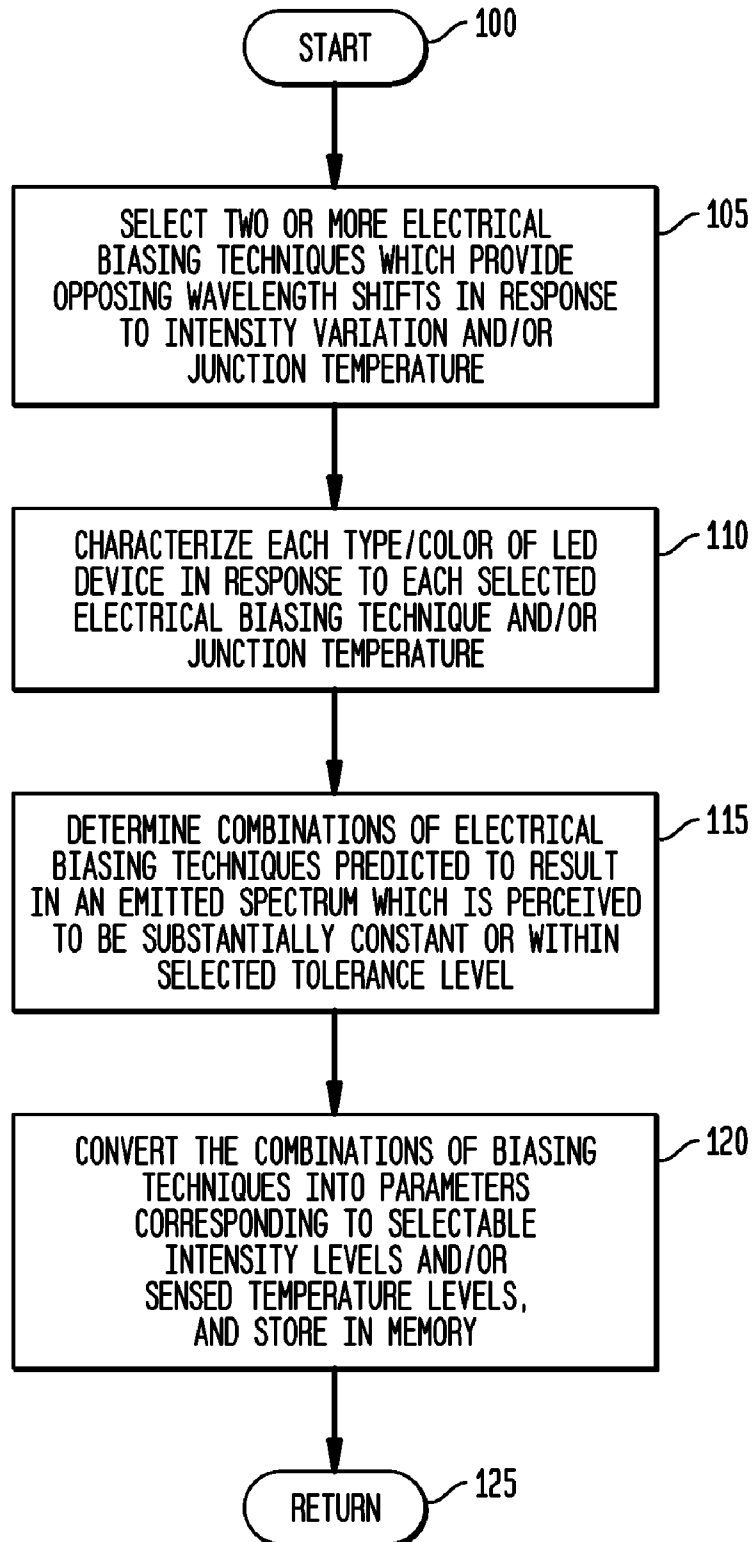 START
100
SELECT TWO OR MORE ELECTRICAL
BIASING TECHNIQUES WHICH PROVIDE
OPPOSING WAVELENGTH SHIFTS IN RESPONSE
TO INTENSITY VARIATION AND/OR
JUNCTION TEMPERATURE
105
CHARACTERIZE EACH TYPE/COLOR OF LED
DEVICE IN RESPONSE TO EACH SELECTED
ELECTRICAL BIASING TECHNIQUE AND/OR
JUNCTION TEMPERATURE
110
DETERMINE COMBINATIONS OF ELECTRICAL
BIASING TECHNIQUES PREDICTED TO RESULT
IN AN EMITTED SPECTRUM WHICH IS PERCEIVED
TO BE SUBSTANTIALLY CONSTANT OR WITHIN
SELECTED TOLERANCE LEVEL
115
CONVERT THE COMBINATIONS OF BIASING
TECHNIQUES INTO PARAMETERS
CORRESPONDING TO SELECTABLE
INTENSITY LEVELS AND/OR
SENSED TEMPERATURE LEVELS,
AND STORE IN MEMORY
120
RETURN
125